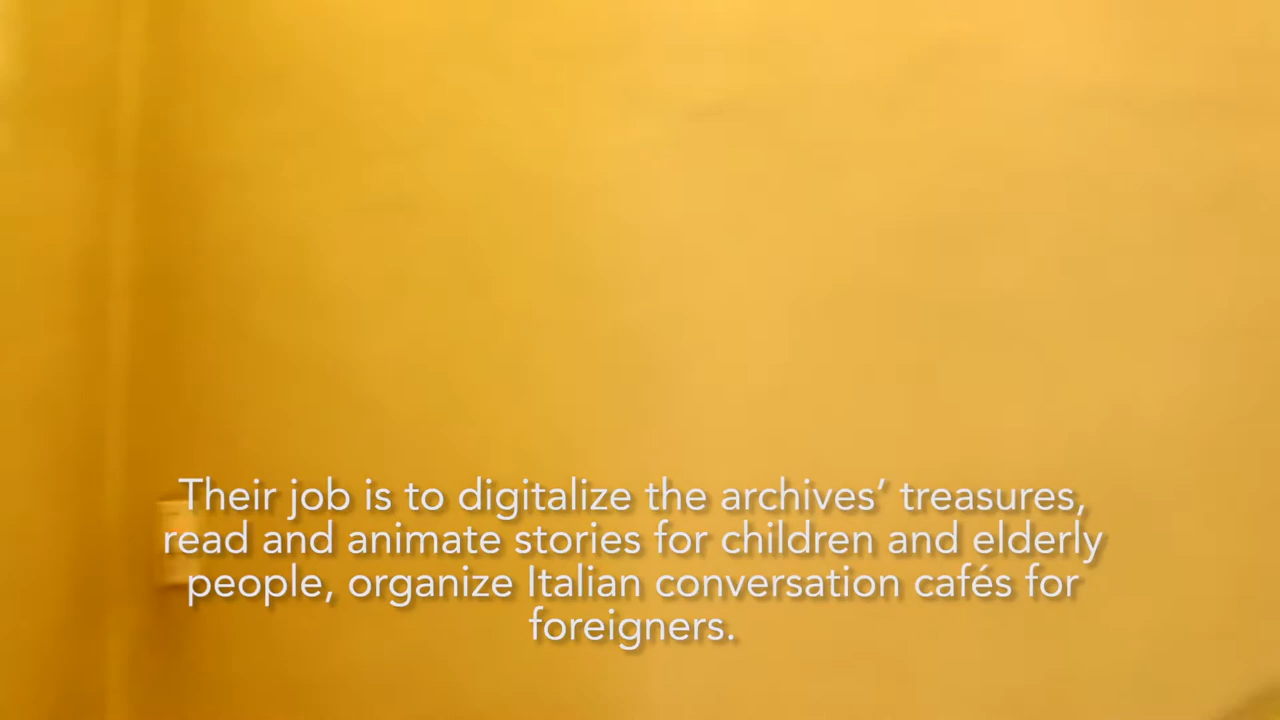 Their job is to digitalize the archives’ treasures,
read and animate stories for children and elderly
people, organize Italian conversation cafés for
foreigners.